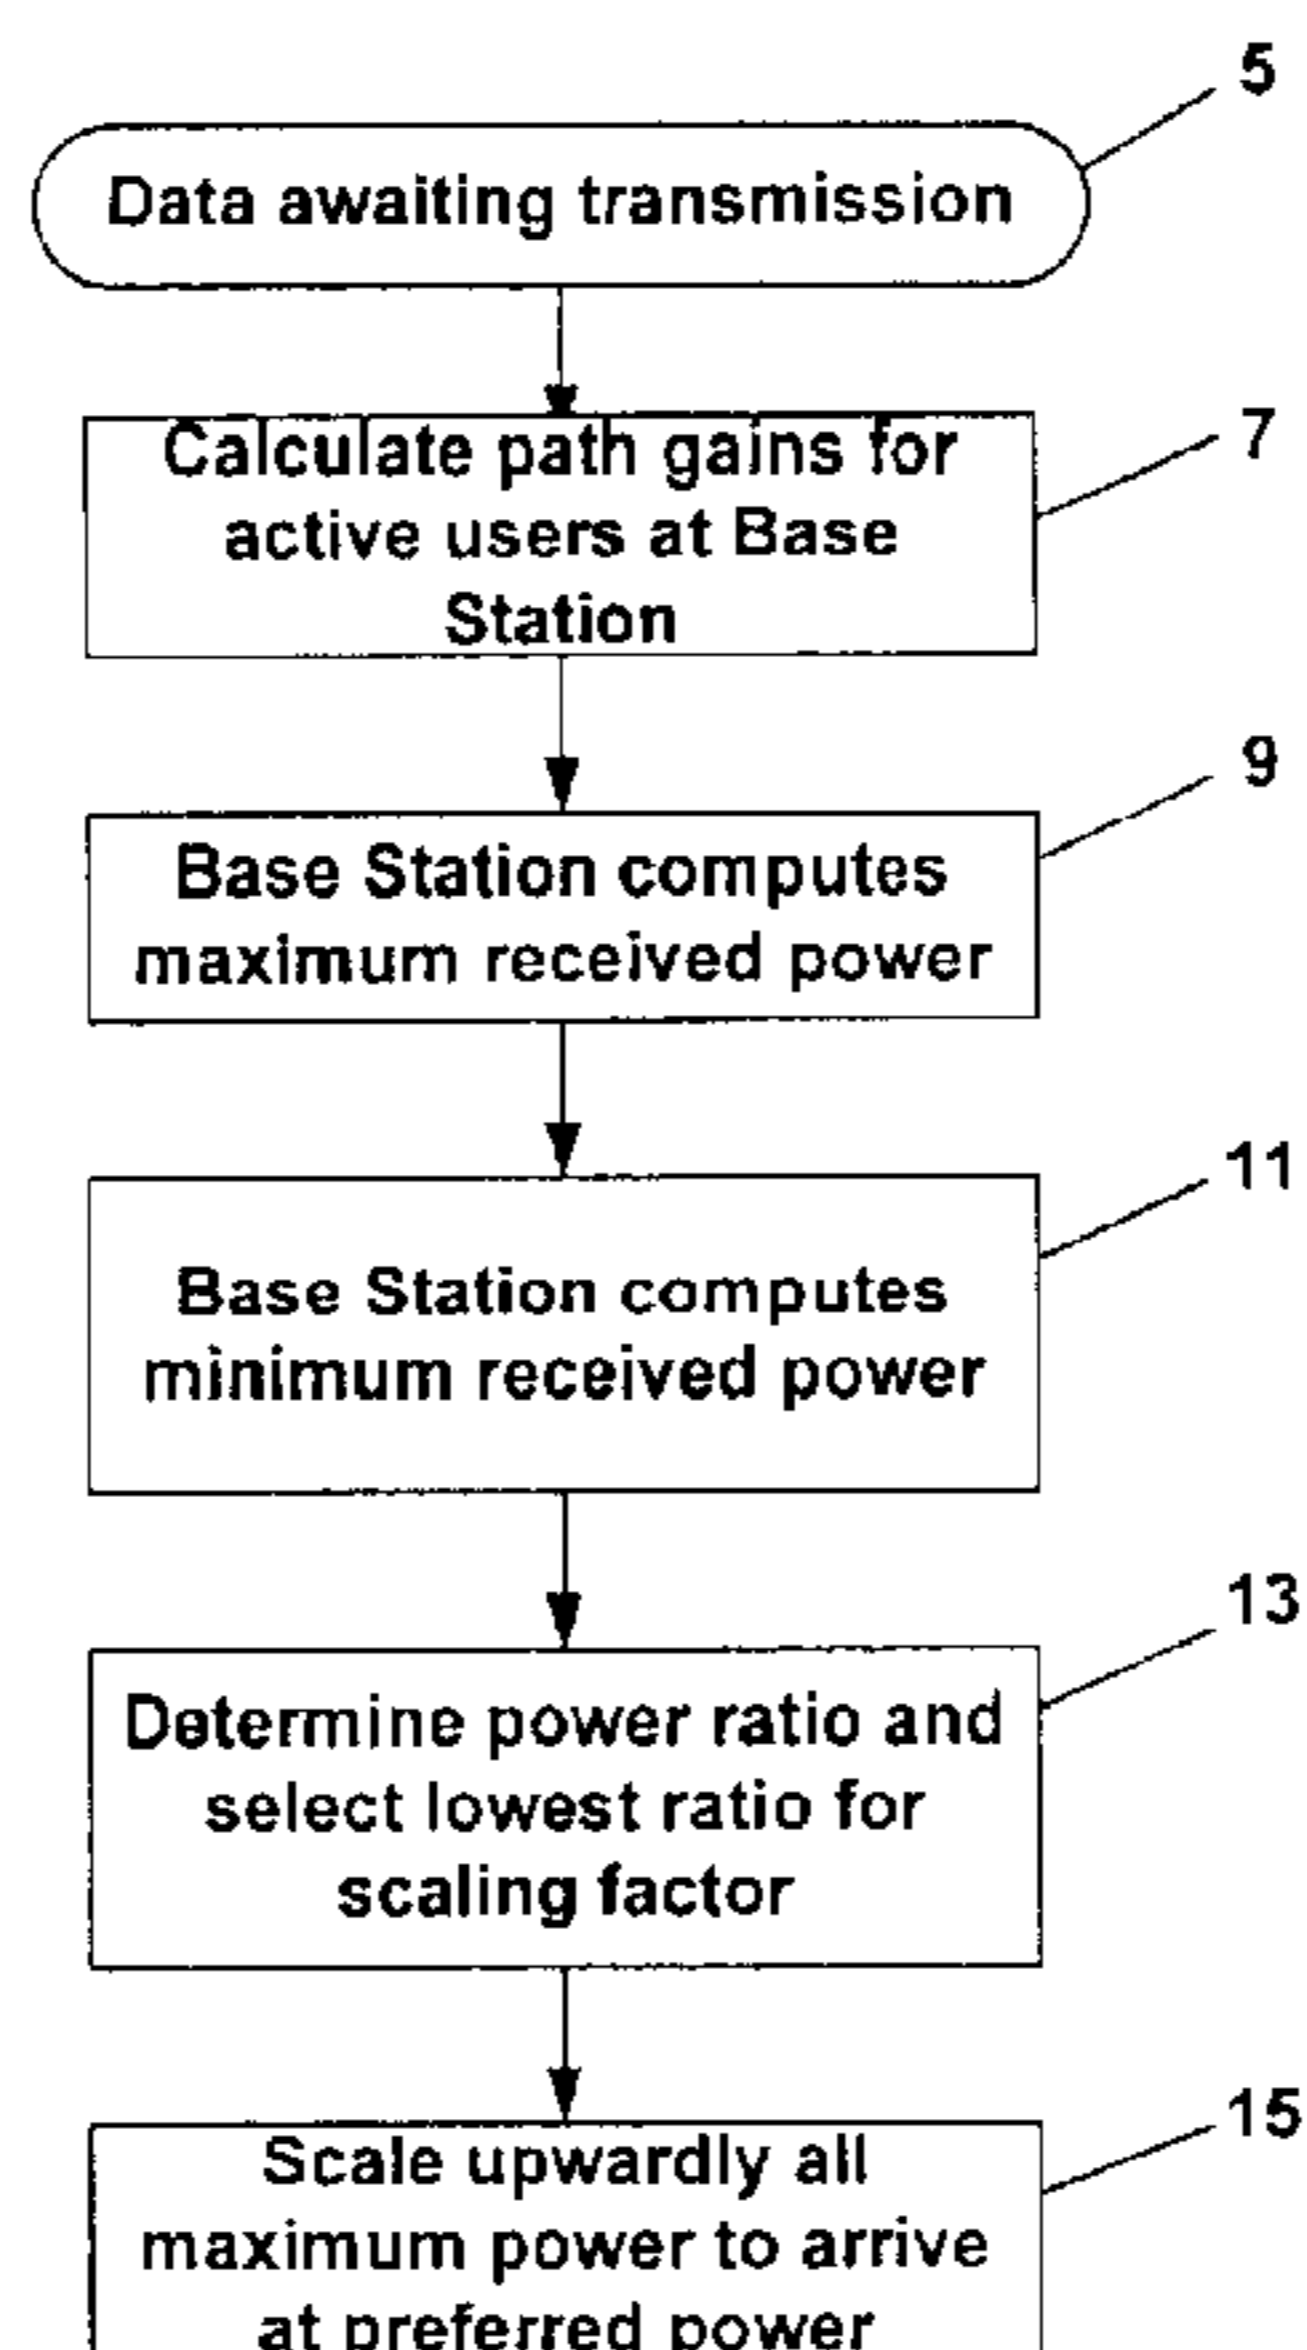 5
Data awaiting transmission
7
Calculate path gains for
active users at Base
Station
9
Base Station computes
maximum received power
11
Base Station computes
minimum received power
13
Determine power ratio and
select lowest ratio for
scaling factor
15
Scale upwardly all
maximum power to arrive
at preferred power